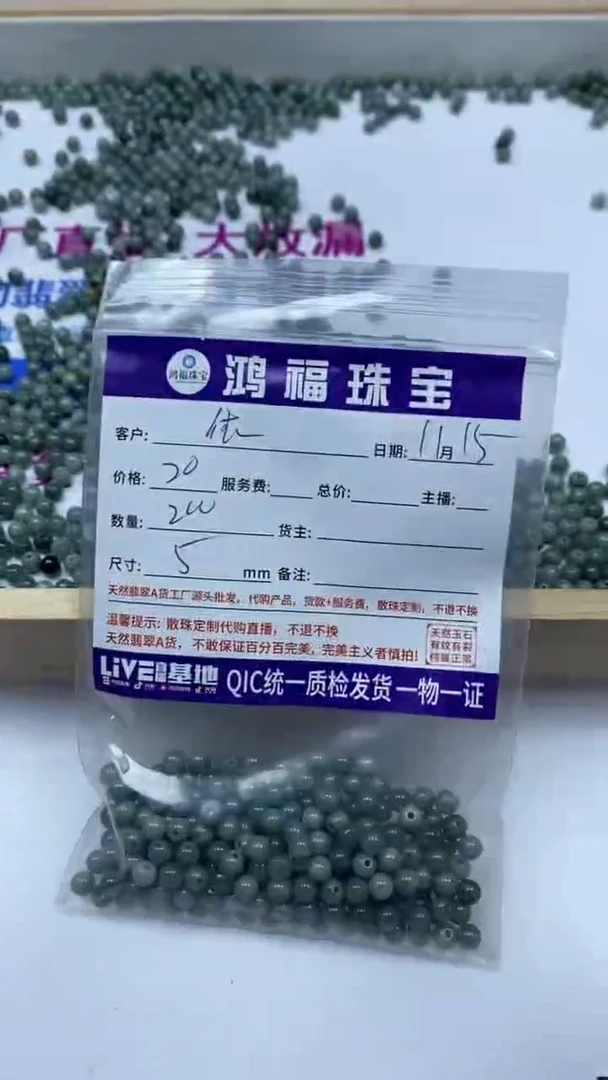 大放漏
鸿福珠宝
鸿福珠宝
客户:
日期: 11月15
价格: 20 服务费: 总价: 主播:
数量: 200 货主:
尺寸: 5 mm 备注:
天然翡翠A货工厂源头批发，代购产品，货款+服务费，散珠定制，不退不换
温馨提示: 散珠定制代购直播，不退不换
天然翡翠A货，不敢保证百分百完美，完美主义者慎拍!
天然玉石
有纹有裂
棉属正常
LIVE 基地 QIC统一质检发货一物一证